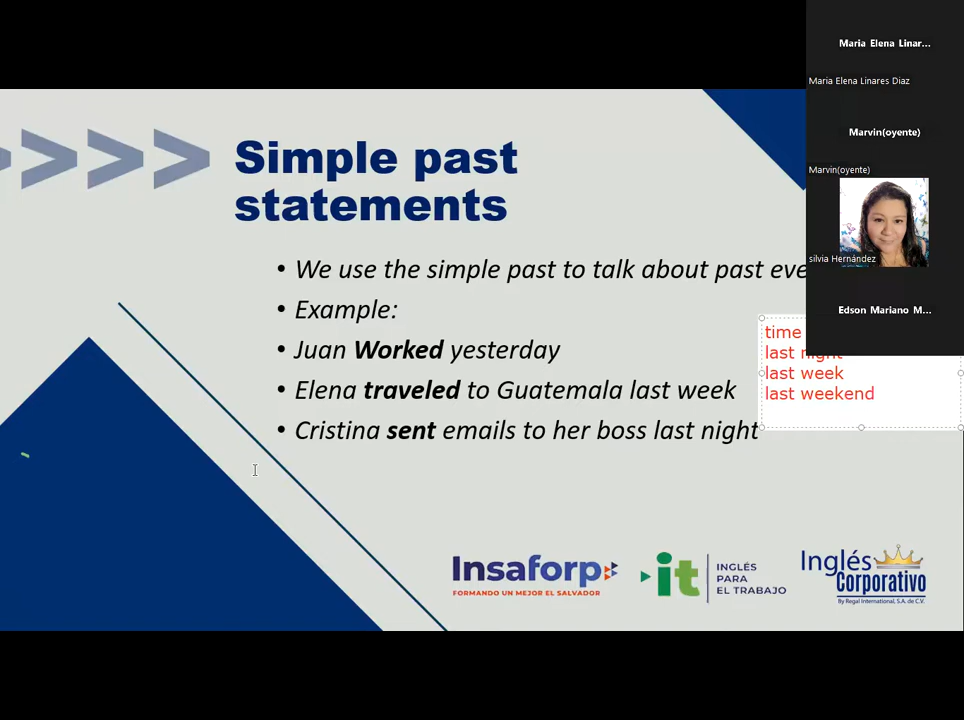 Simple past
statements
• We use the simple past to talk about past eve
• Example:
• Juan Worked yesterday
• Elena traveled to Guatemala last week
• Cristina sent emails to her boss last night
time
last night
last week
last weekend
Maria Elena Linar...
Maria Elena Linares Diaz
Marvin(oyente)
Marvin(oyente)
silvia Hernández
Edson Mariano M...
Insaforp
FORMANDO UN MEJOR EL SALVADOR
it
INGLÉS
PARA
EL TRABAJO
Inglés
Corporativo
By Regal International, S.A. de C.V.